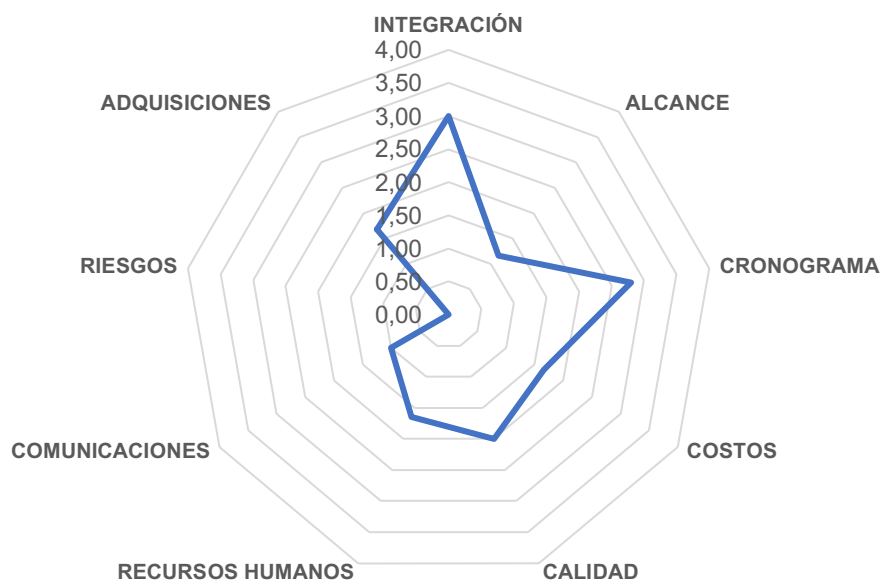 INTEGRACIÓN
4,00
3,50
3,00
2,50
2,00
1,50
1,00
0,50
0,00
ALCANCE
CRONOGRAMA
COSTOS
CALIDAD
RECURSOS HUMANOS
COMUNICACIONES
RIESGOS
ADQUISICIONES